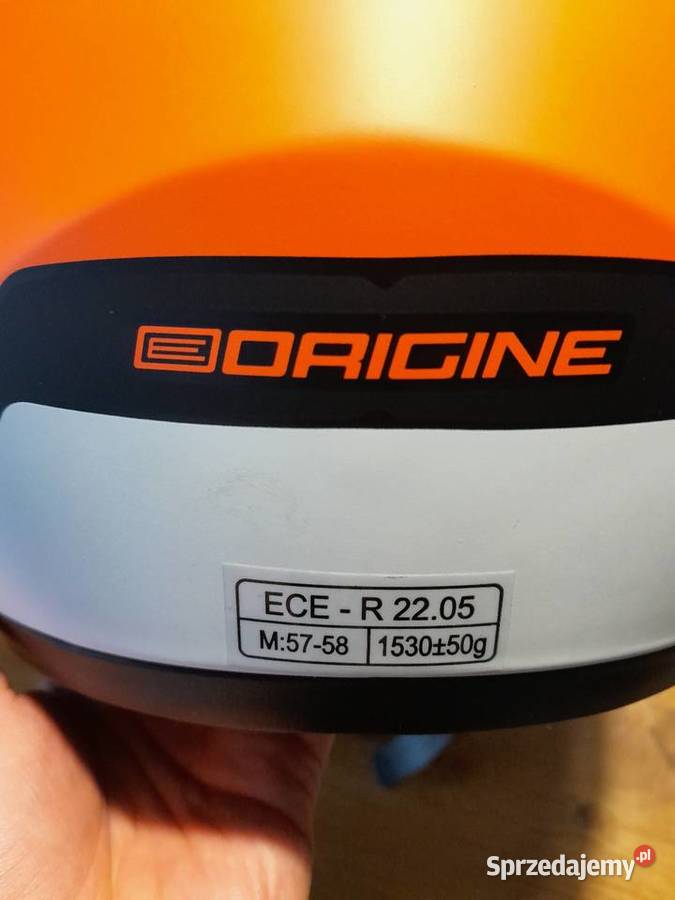 E ORIGINE
ECE - R 22.05
M:57-58 1530±50g
Sprzedajemy.pl